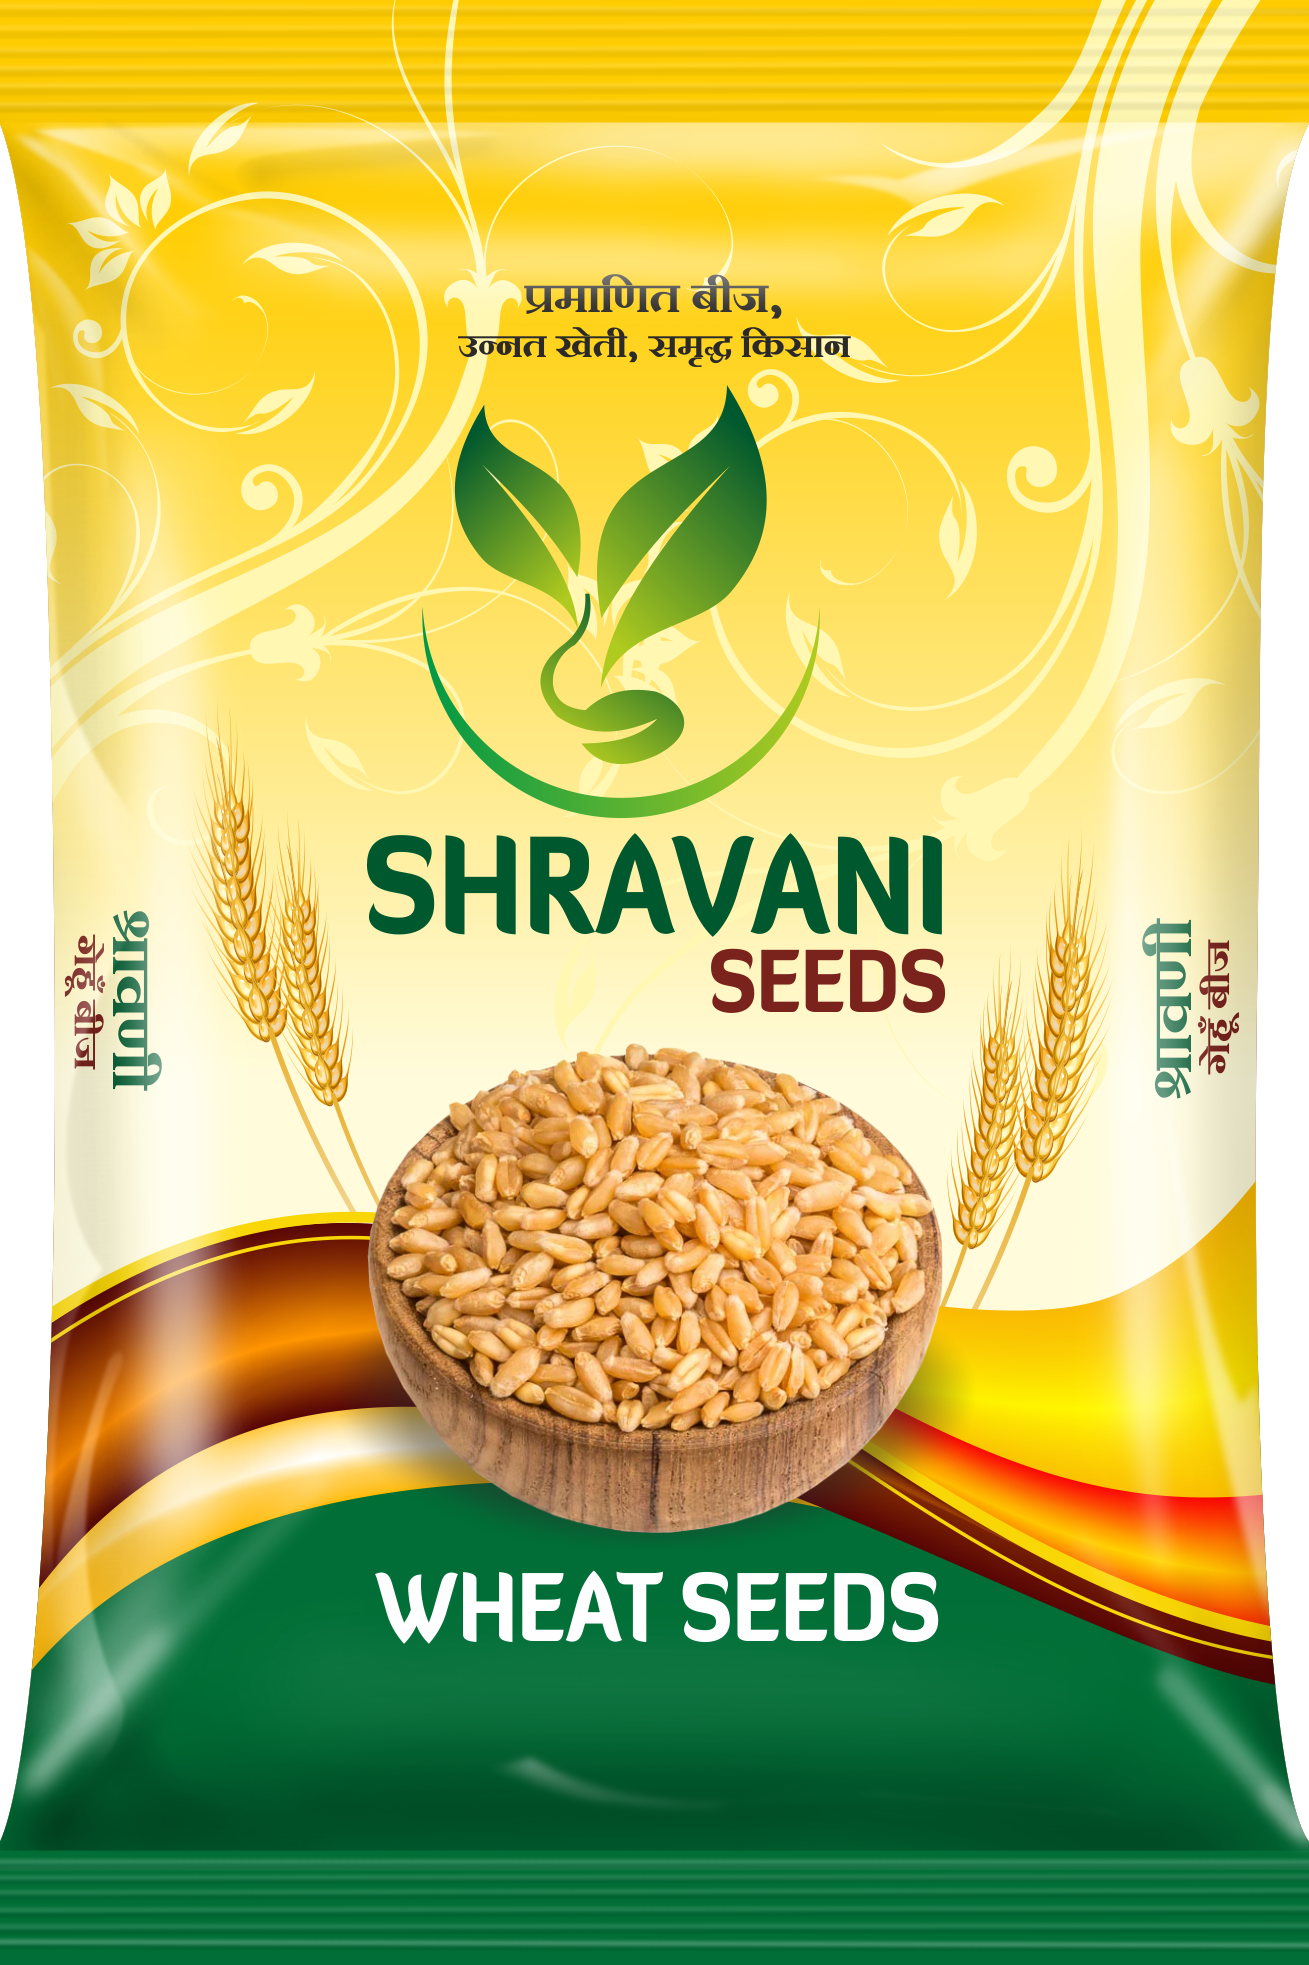 प्रमाणित बीज,
उन्नत खेती, समृद्ध किसान
SHRAVANI
SEEDS
श्रावणी
गेहूँ बीज
श्रावणी
गेहूँ बीज
WHEAT SEEDS